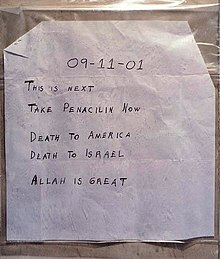 09-11-01
THIS IS NEXT
TAKE PENACILIN NOW
DEATH TO AMERICA
DEATH TO ISRAEL
ALLAH IS GREAT